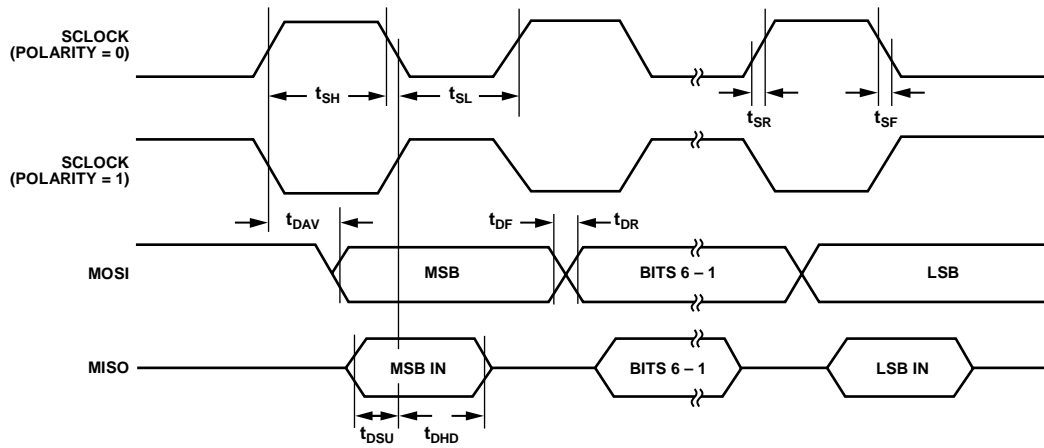 SCLOCK
(POLARITY = 0)
tSH
tSL
tSR
tSF
SCLOCK
(POLARITY = 1)
tDAV
tDF
tDR
MOSI
MSB
BITS 6 – 1
LSB
MISO
MSB IN
BITS 6 – 1
LSB IN
tDSU
tDHD